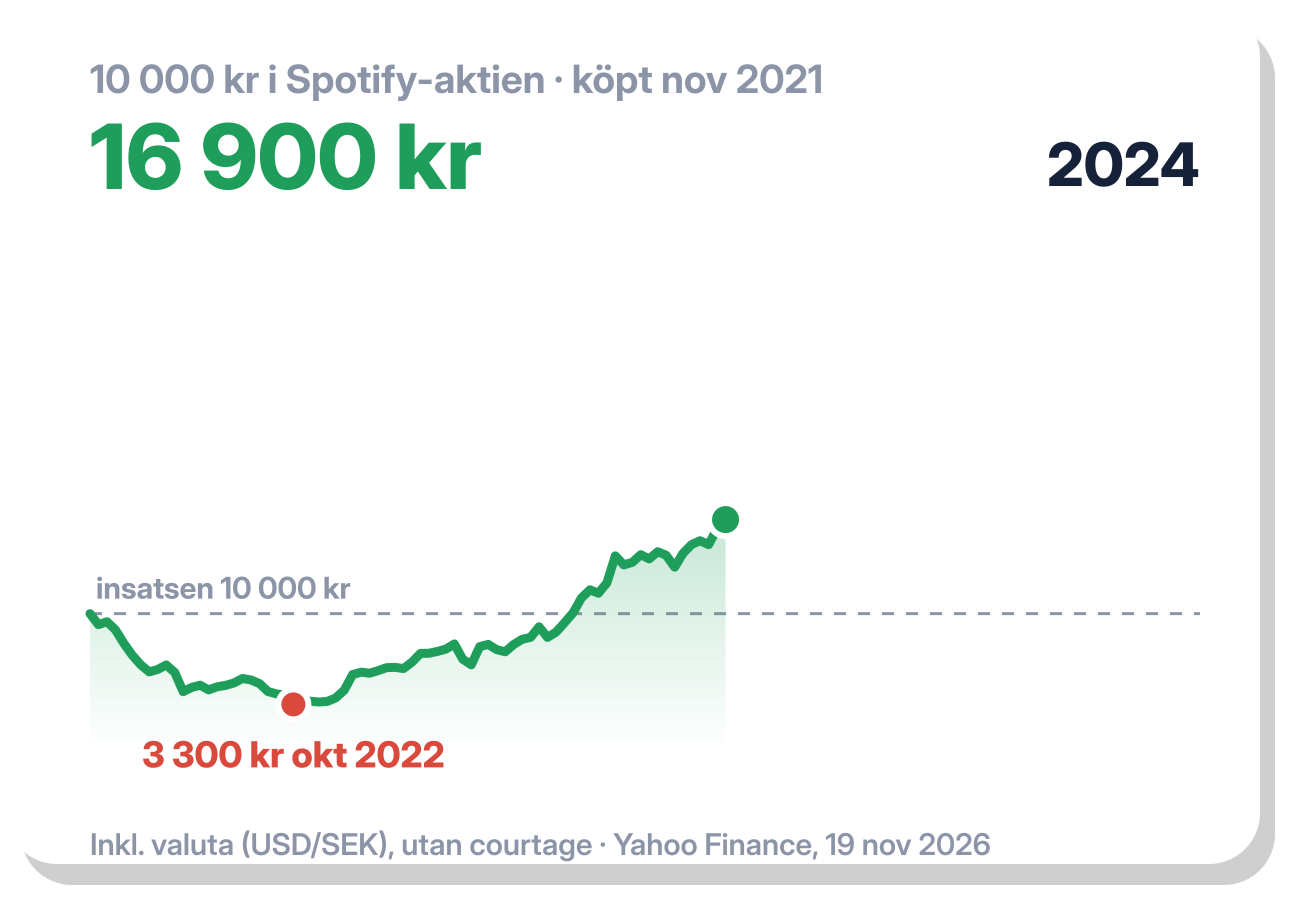 10 000 kr i Spotify-aktien · köpt nov 2021
16 900 kr
2024
insatsen 10 000 kr
3 300 kr okt 2022
Inkl. valuta (USD/SEK), utan courtage · Yahoo Finance, 19 nov 2026